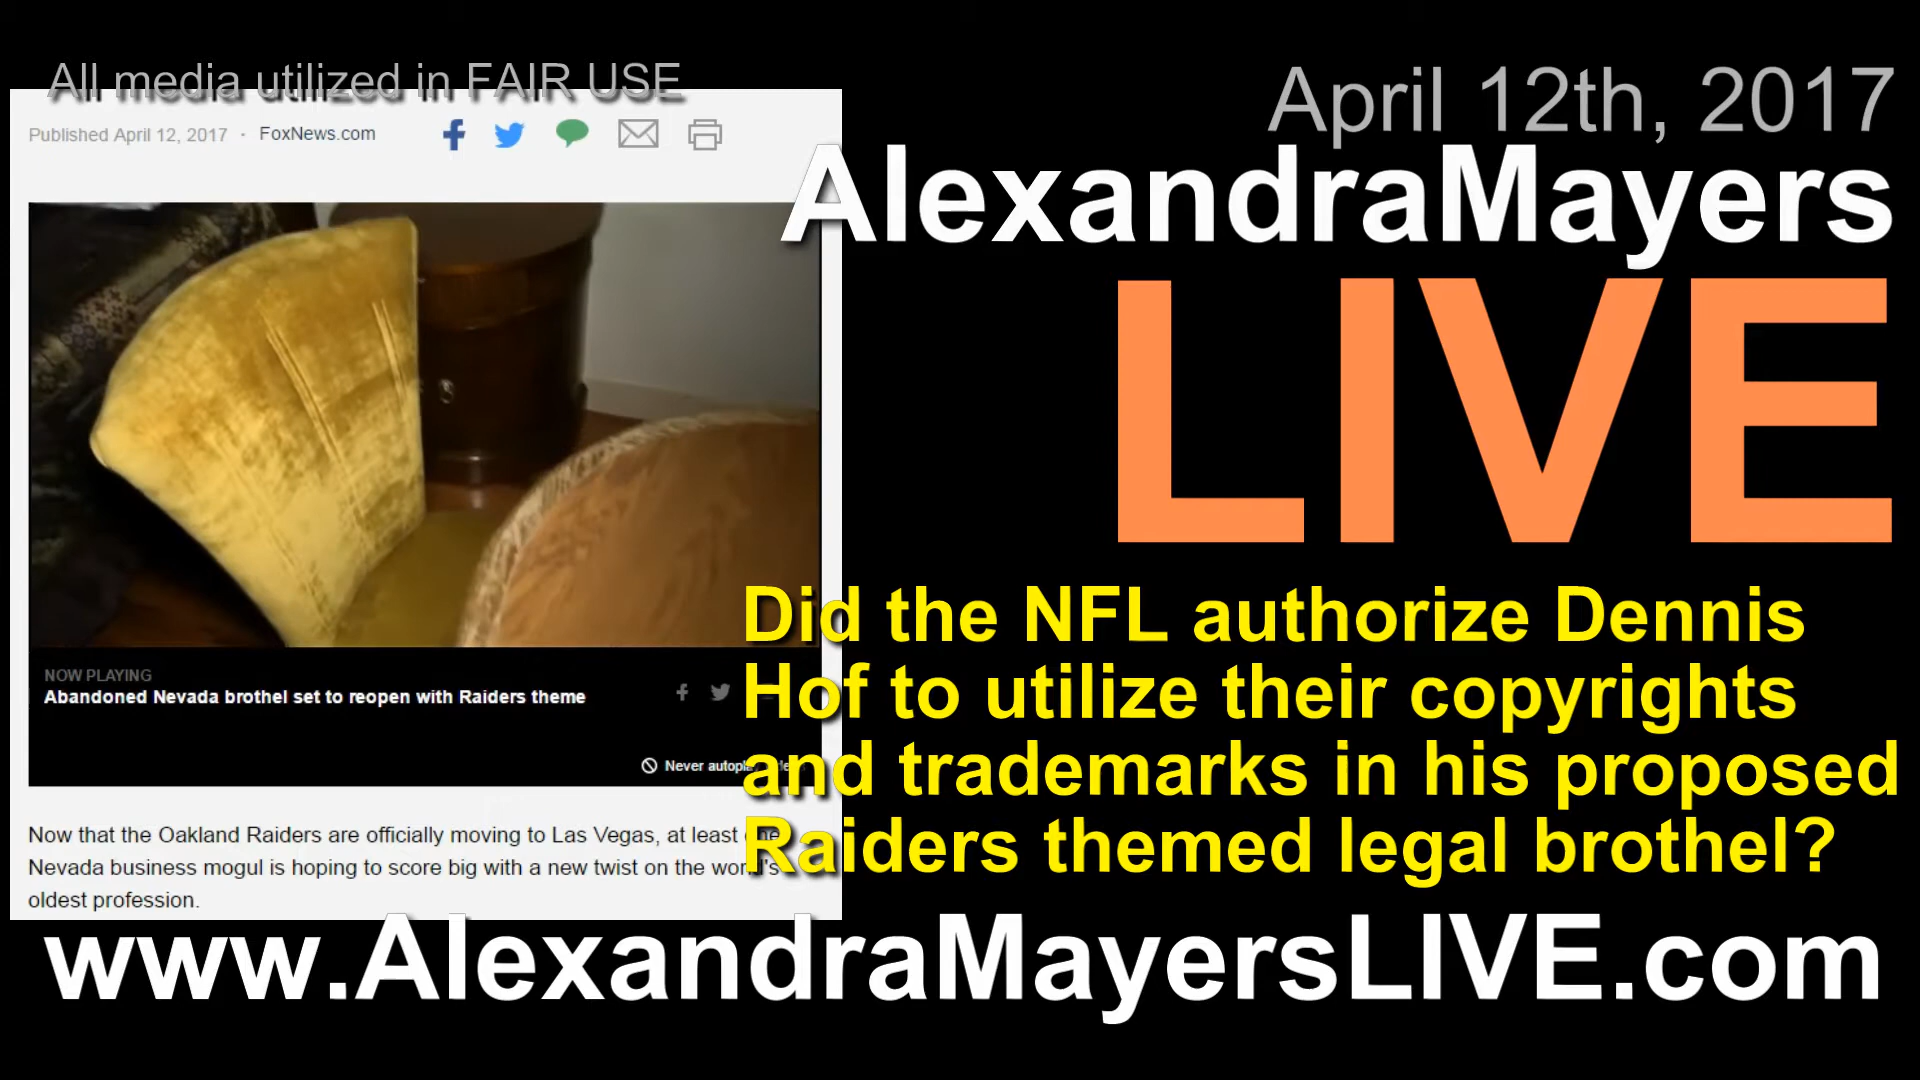 All media utilized in FAIR USE
Published April 12, 2017 · FoxNews.com
NOW PLAYING
Abandoned Nevada brothel set to reopen with Raiders theme
Never autoplay
Now that the Oakland Raiders are officially moving to Las Vegas, at least one
Nevada business mogul is hoping to score big with a new twist on the world's
oldest profession.
April 12th, 2017
AlexandraMayers
LIVE
Did the NFL authorize Dennis
Hof to utilize their copyrights
and trademarks in his proposed
Raiders themed legal brothel?
www.AlexandraMayersLIVE.com